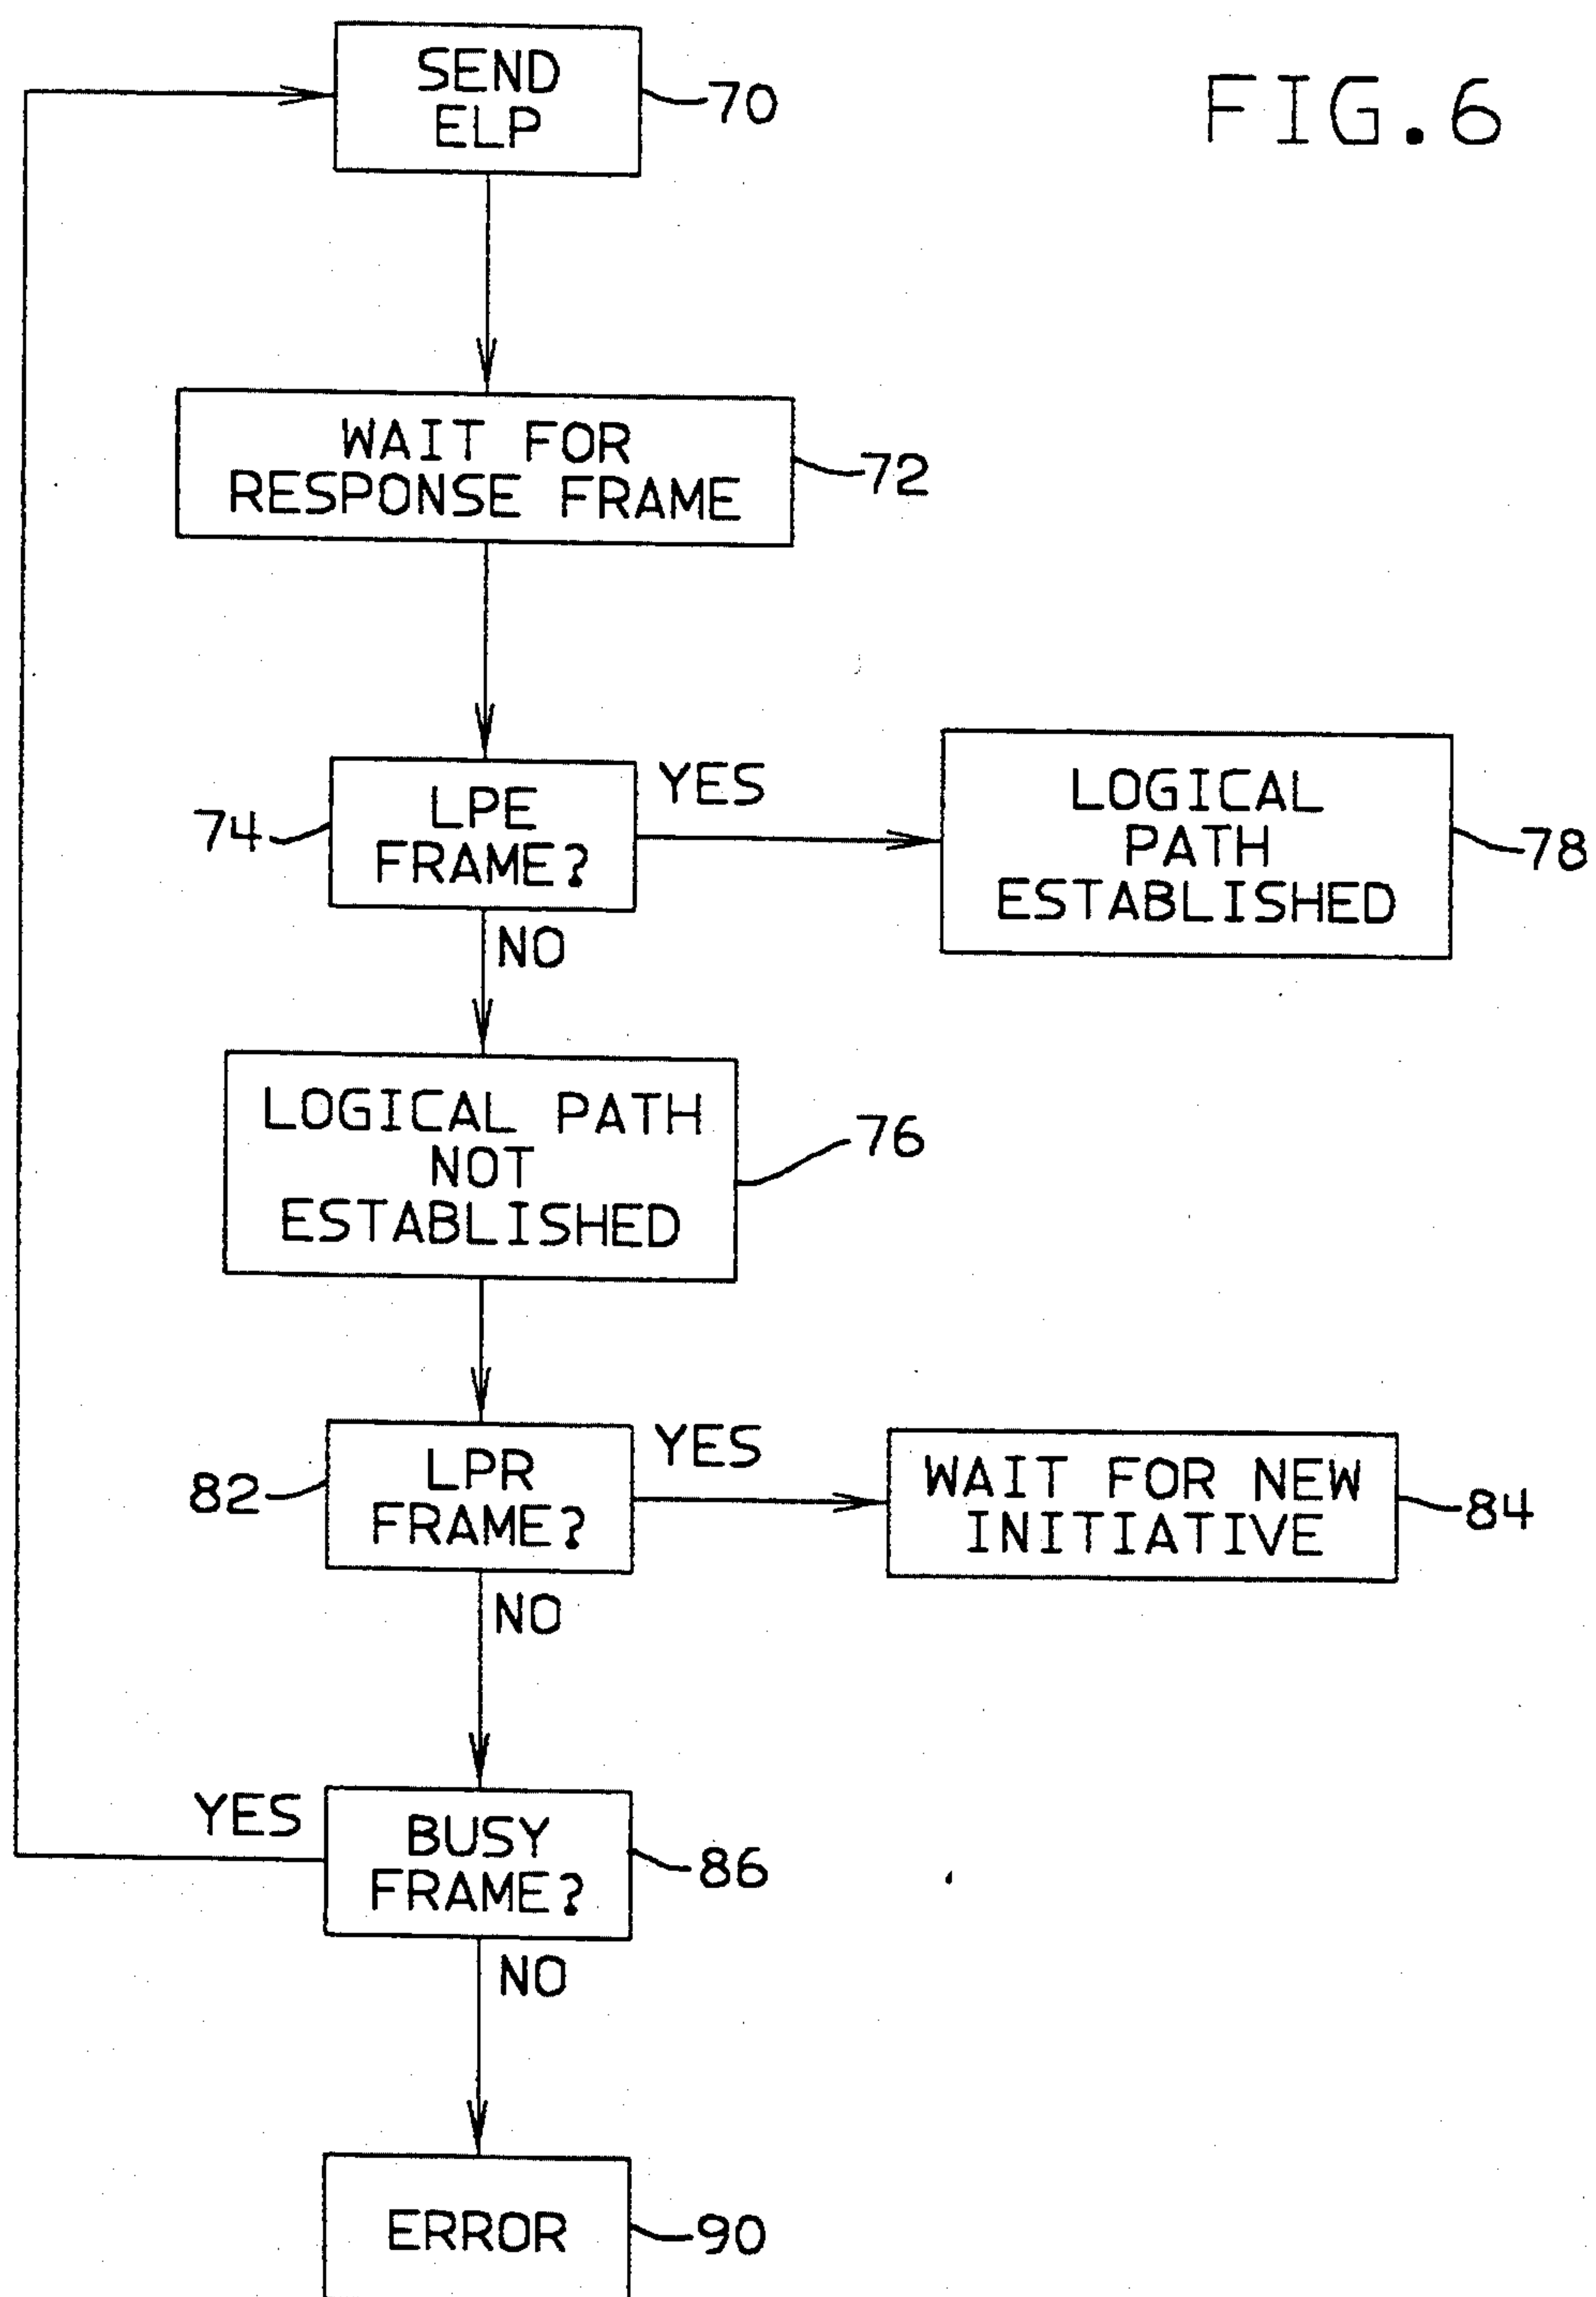 FIG.6
SEND
ELP
70
WAIT FOR
RESPONSE FRAME
72
LPE
FRAME?
74
YES
NO
LOGICAL
PATH
ESTABLISHED
78
LOGICAL PATH
NOT
ESTABLISHED
76
LPR
FRAME?
82
YES
NO
WAIT FOR NEW
INITIATIVE
84
BUSY
FRAME?
86
YES
NO
ERROR
90